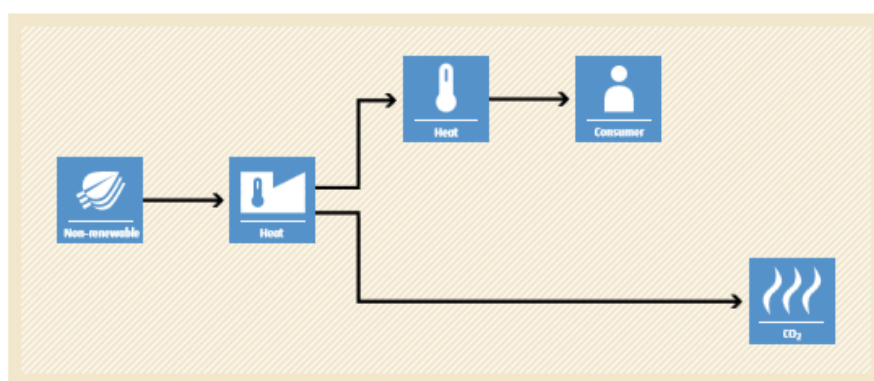 Heat
Consumer
Non-renewable
Heat
CO₂